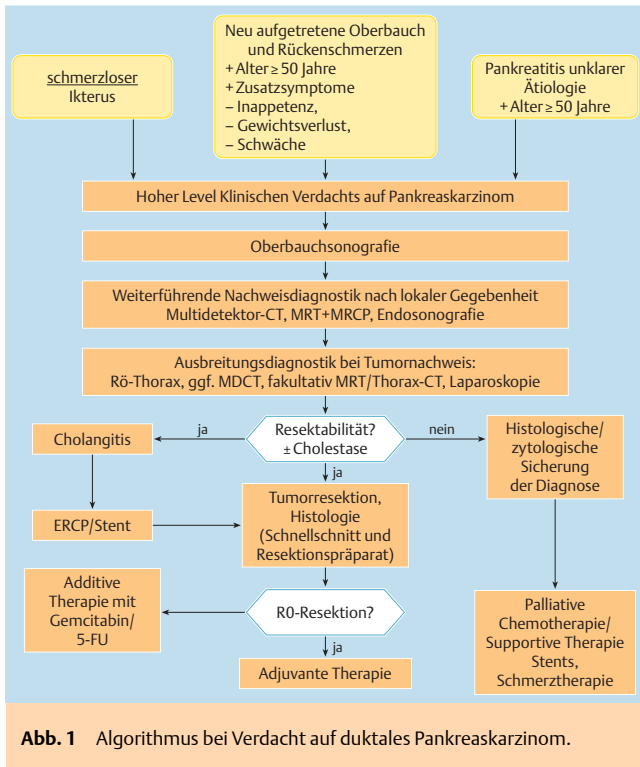 schmerzloser
Ikterus
Neu aufgetretene Oberbauch
und Rückenschmerzen
+ Alter ≥ 50 Jahre
+ Zusatzsymptome
– Inappetenz,
– Gewichtsverlust,
– Schwäche
Pankreatitis unklarer
Ätiologie
+ Alter ≥ 50 Jahre
Hoher Level Klinischen Verdachts auf Pankreaskarzinom
Oberbauchsonografie
Weiterführende Nachweisdiagnostik nach lokaler Gegebenheit
Multidetektor-CT, MRT+MRCP, Endosonografie
Ausbreitungsdiagnostik bei Tumornachweis:
Rö-Thorax, ggf. MDCT, fakultativ MRT/Thorax-CT, Laparoskopie
Cholangitis
ja
Resektabilität?
± Cholestase
nein
Histologische/
zytologische
Sicherung
der Diagnose
ja
ERCP/Stent
Tumorresektion,
Histologie
(Schnellschnitt und
Resektionspräparat)
Additive
Therapie mit
Gemcitabin/
5-FU
R0-Resektion?
ja
Adjuvante Therapie
Palliative
Chemotherapie/
Supportive Therapie
Stents,
Schmerztherapie
Abb. 1 Algorithmus bei Verdacht auf duktales Pankreaskarzinom.